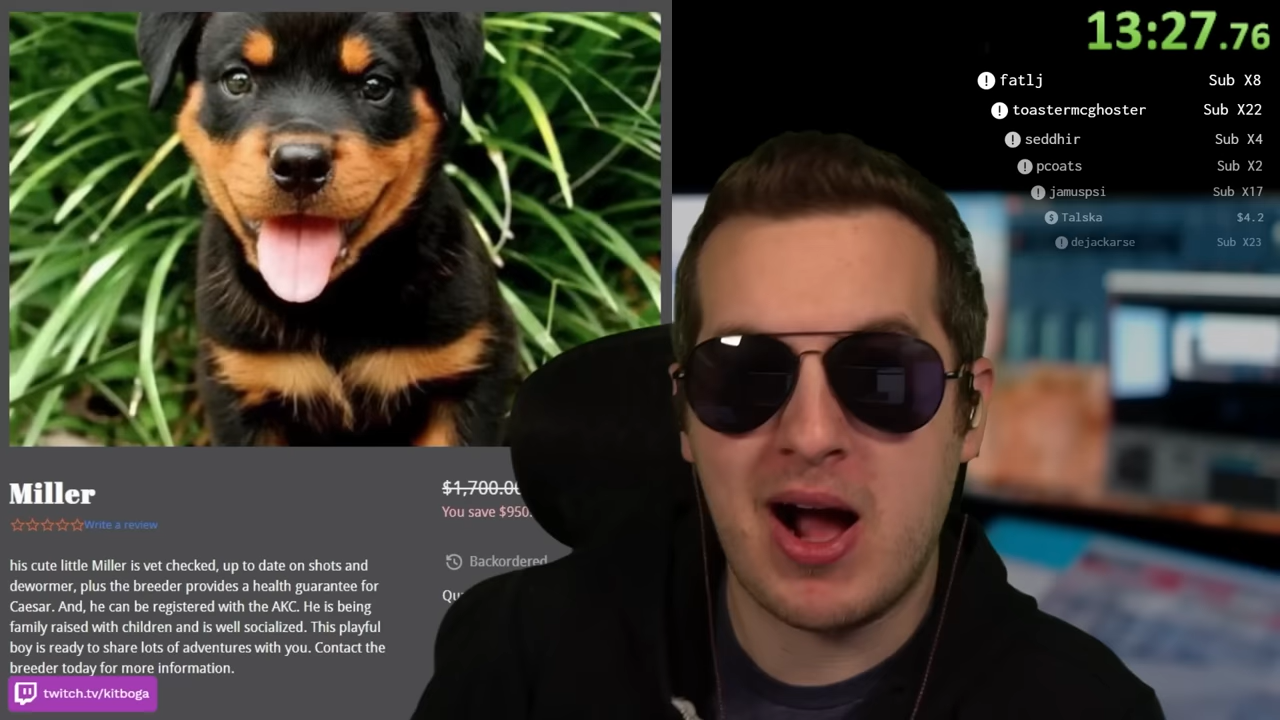 13:27.76
fatlj Sub X8
toastermcghoster Sub X22
seddhir Sub X4
pcoats Sub X2
jamuspsi Sub X17
Talska $4.2
dejackarse Sub X23
Miller
Write a review
$1,700.00
You save $950.
Backordered
his cute little Miller is vet checked, up to date on shots and
dewormer, plus the breeder provides a health guarantee for
Caesar. And, he can be registered with the AKC. He is being
family raised with children and is well socialized. This playful
boy is ready to share lots of adventures with you. Contact the
breeder today for more information.
twitch.tv/kitboga